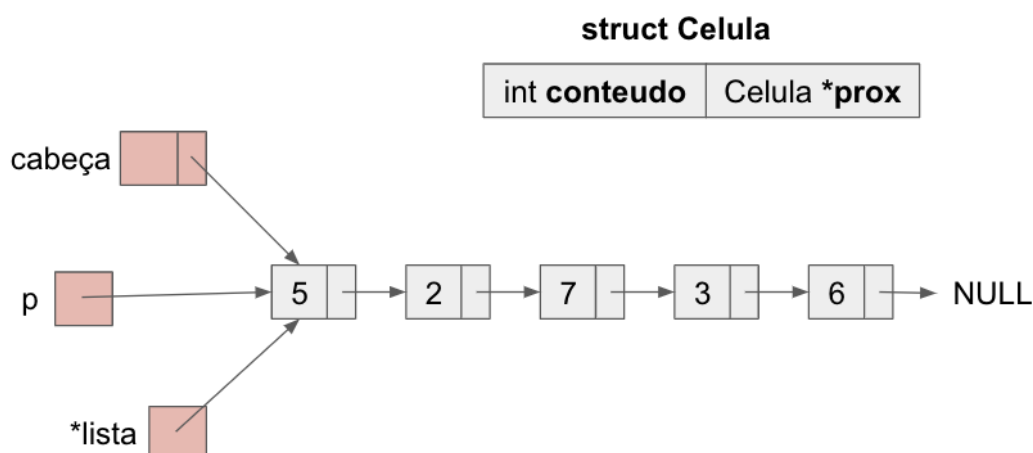 struct Celula
int conteudo Celula *prox
cabeça
p 5 2 7 3 6 NULL
*lista